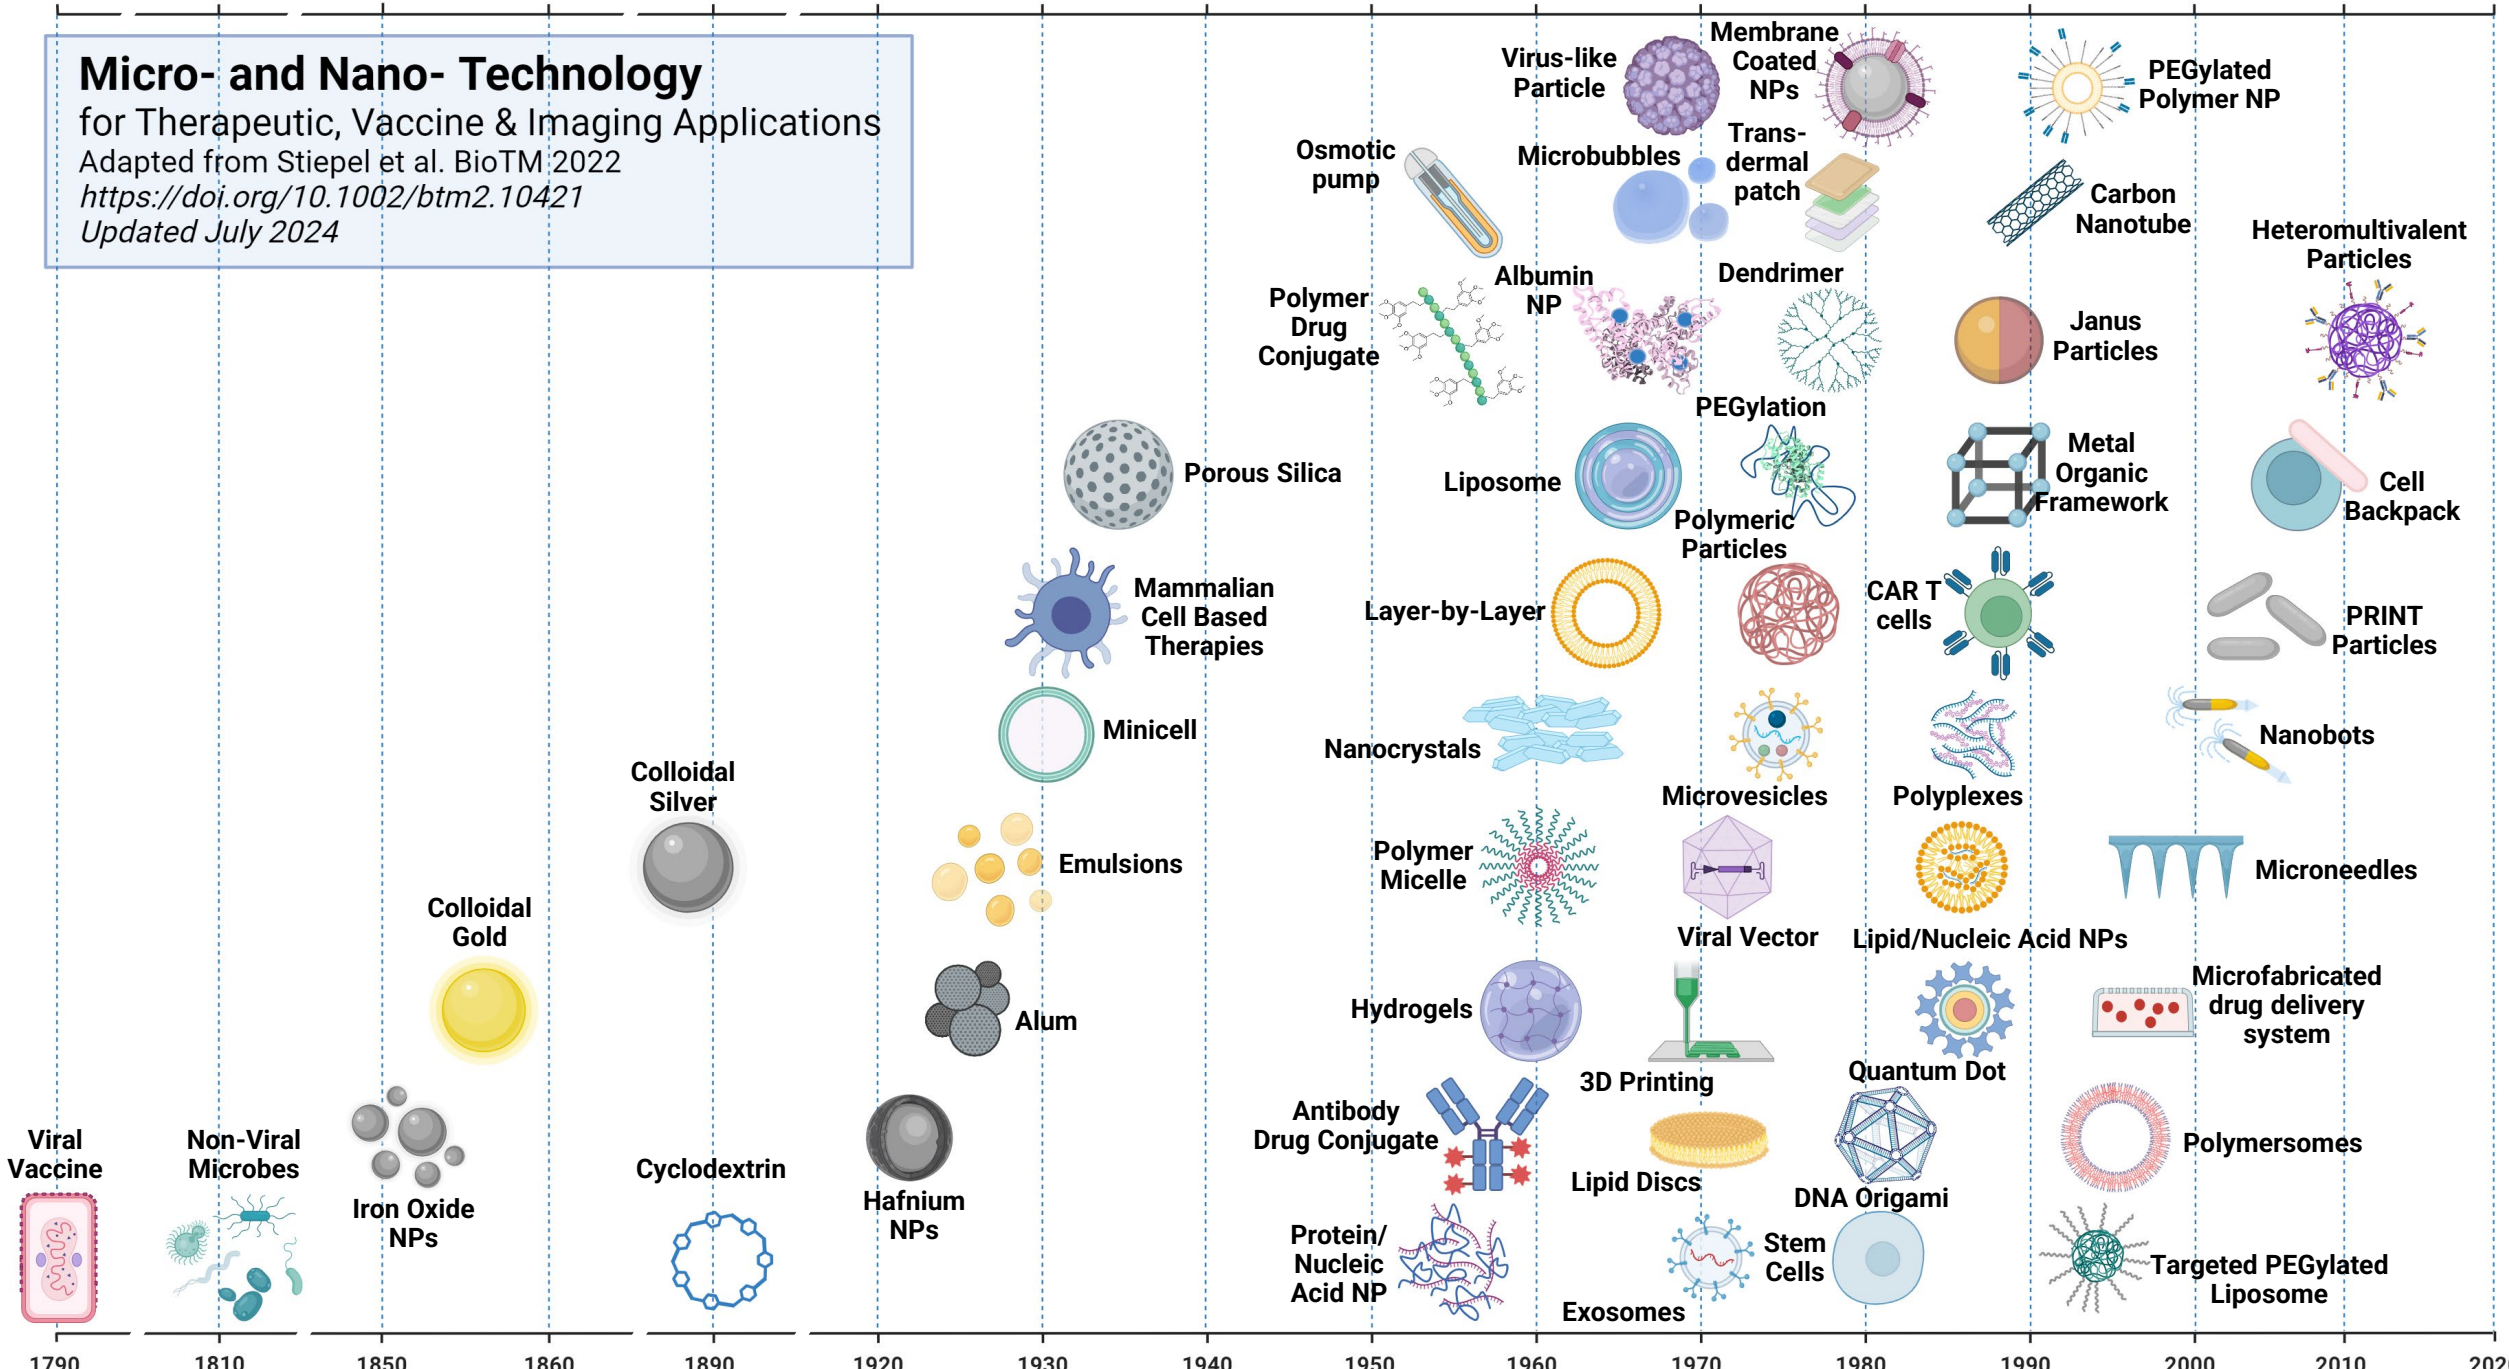 Micro- and Nano- Technology
for Therapeutic, Vaccine & Imaging Applications
Adapted from Stiepel et al. BioTM 2022
https://doi.org/10.1002/btm2.10421
Updated July 2024
Virus-like
Particle
Membrane
Coated
NPs
PEGylated
Polymer NP
Osmotic
pump
Microbubbles
Trans-
dermal
patch
Carbon
Nanotube
Heteromultivalent
Particles
Polymer
Drug
Conjugate
Albumin
NP
Dendrimer
Janus
Particles
Porous Silica
Liposome
PEGylation
Metal
Organic
Framework
Cell
Backpack
Mammalian
Cell Based
Therapies
Layer-by-Layer
Polymeric
Particles
CAR T
cells
PRINT
Particles
Minicell
Nanocrystals
Microvesicles
Polyplexes
Nanobots
Colloidal
Silver
Emulsions
Polymer
Micelle
Viral Vector
Lipid/Nucleic Acid NPs
Microneedles
Colloidal
Gold
Alum
Hydrogels
3D Printing
Quantum Dot
Microfabricated
drug delivery
system
Viral
Vaccine
Non-Viral
Microbes
Iron Oxide
NPs
Cyclodextrin
Hafnium
NPs
Antibody
Drug Conjugate
Lipid Discs
DNA Origami
Polymersomes
Protein/
Nucleic
Acid NP
Exosomes
Stem
Cells
Targeted PEGylated
Liposome
1790 1810 1850 1860 1890 1920 1930 1940 1950 1960 1970 1980 1990 2000 2010